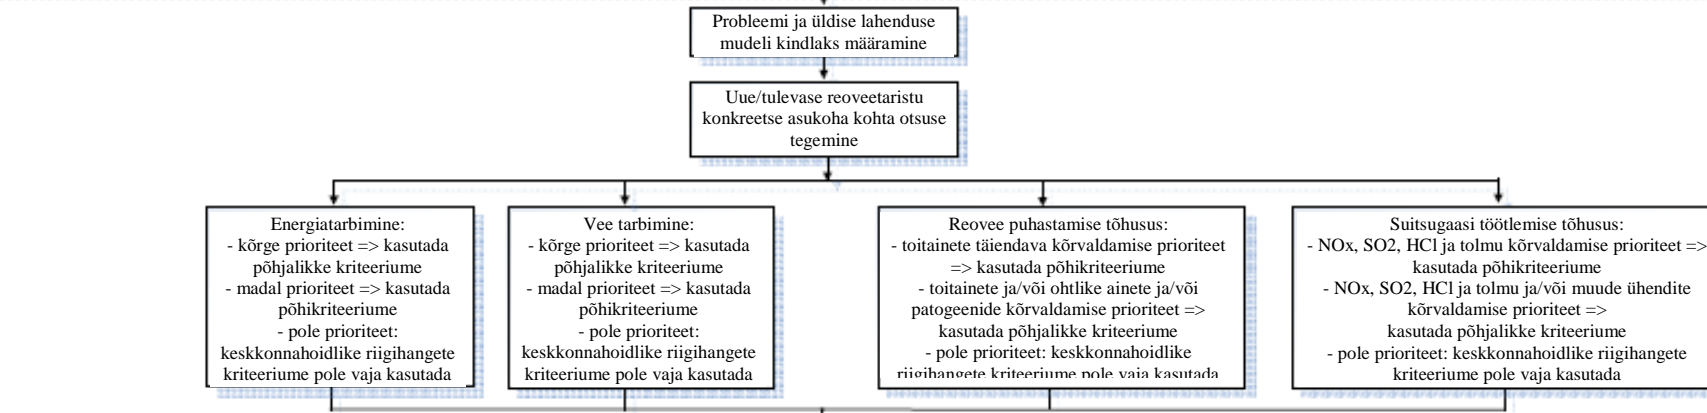 Probleemi ja üldise lahenduse
mudeli kindlaks määramine
Uue/tulevase reoveetaristu
konkreetse asukoha kohta otsuse
tegemine
Energiatarbimine:
- kõrge prioriteet => kasutada
põhjalikke kriteeriume
- madal prioriteet => kasutada
põhikriteeriume
- pole prioriteet:
keskkonnahoidlike riigihangete
kriteeriume pole vaja kasutada
Vee tarbimine:
- kõrge prioriteet => kasutada
põhjalikke kriteeriume
- madal prioriteet => kasutada
põhikriteeriume
- pole prioriteet:
keskkonnahoidlike riigihangete
kriteeriume pole vaja kasutada
Reovee puhastamise tõhusus:
- toitainete täiendava kõrvaldamise prioriteet
=> kasutada põhikriteeriume
- toitainete ja/või ohtlike ainete ja/või
patogeenide kõrvaldamise prioriteet =>
kasutada põhjalikke kriteeriume
- pole prioriteet: keskkonnahoidlike
riigihangete kriteeriume pole vaja kasutada
Suitsugaasi töötlemise tõhusus:
- NOx, SO2, HCl ja tolmu kõrvaldamise prioriteet =>
kasutada põhikriteeriume
- NOx, SO2, HCl ja tolmu ja/või muude ühendite
kõrvaldamise prioriteet =>
kasutada põhjalikke kriteeriume
- pole prioriteet: keskkonnahoidlike riigihangete
kriteeriume pole vaja kasutada